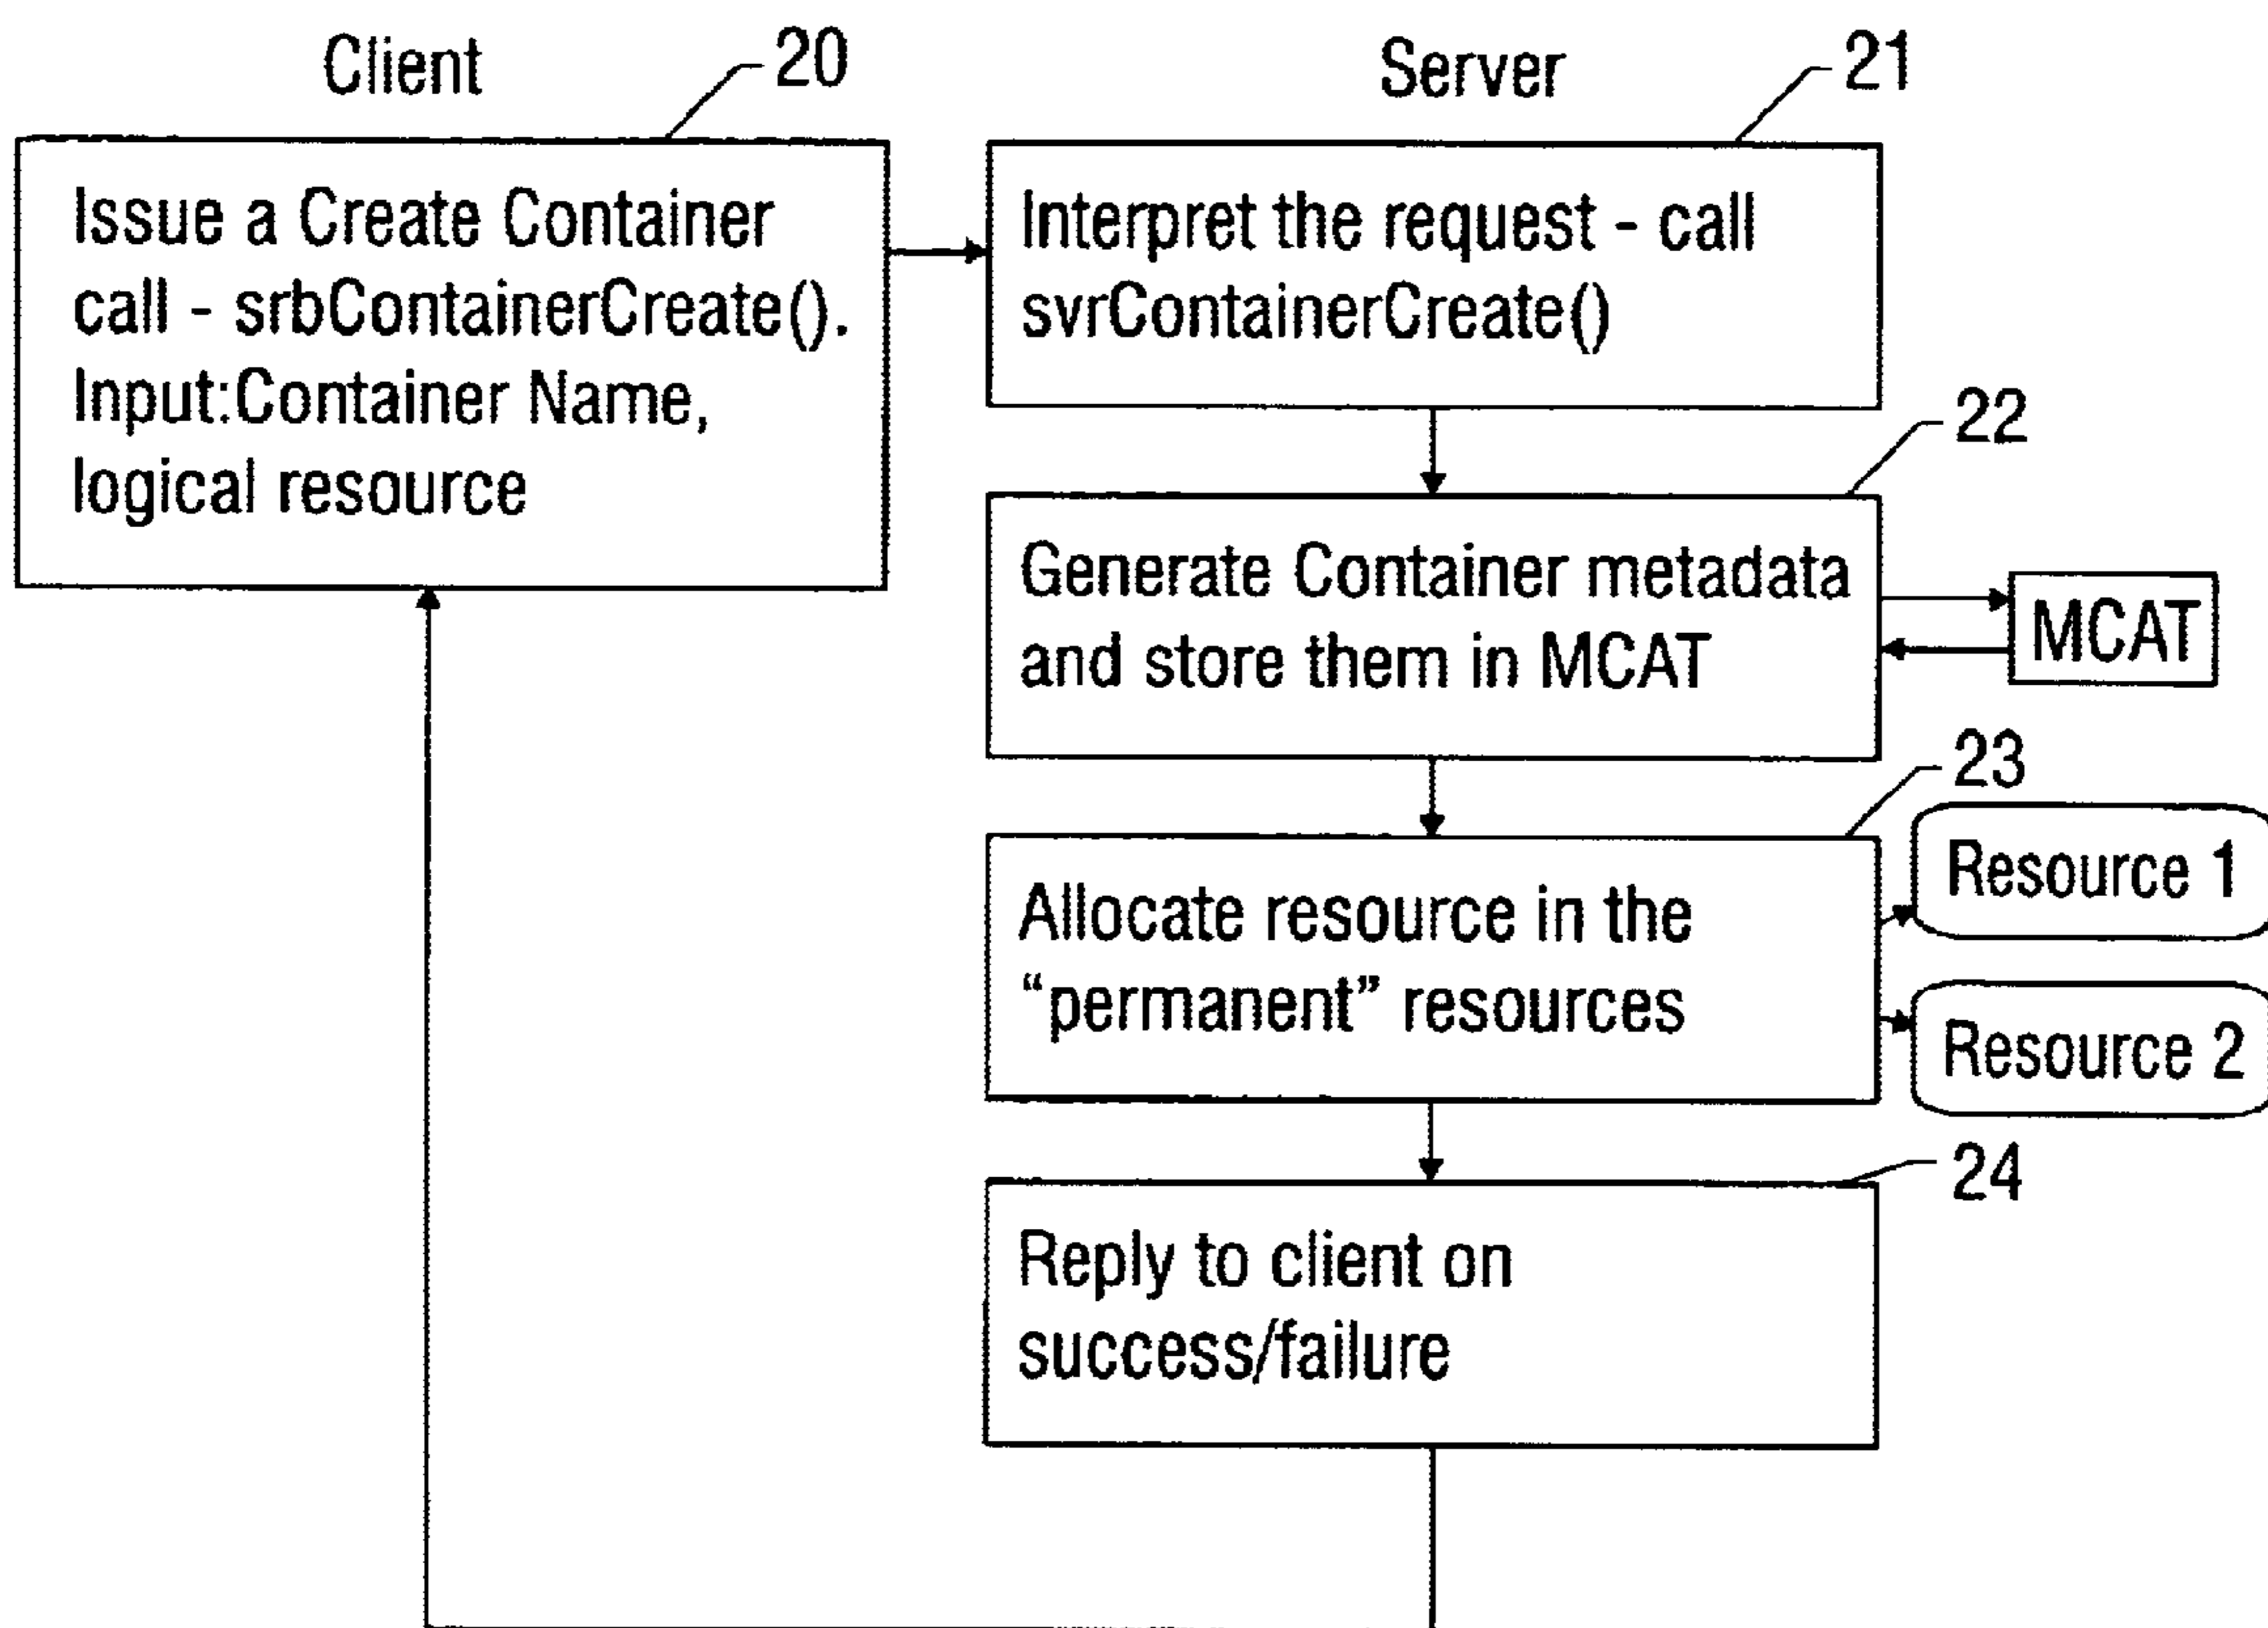 Client
20
Server
21
Issue a Create Container
call - srbContainerCreate().
Input:Container Name,
logical resource
Interpret the request - call
svrContainerCreate()
22
Generate Container metadata
and store them in MCAT
MCAT
23
Allocate resource in the
“permanent” resources
Resource 1
Resource 2
24
Reply to client on
success/failure